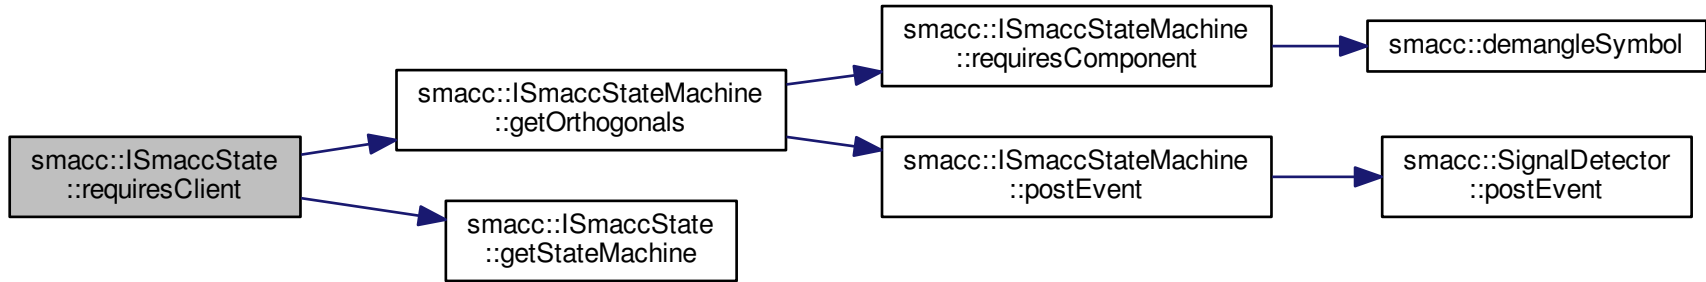 smacc::ISmaccState
::requiresClient
smacc::ISmaccStateMachine
::getOrthogonals
smacc::ISmaccState
::getStateMachine
smacc::ISmaccStateMachine
::requiresComponent
smacc::ISmaccStateMachine
::postEvent
smacc::demangleSymbol
smacc::SignalDetector
::postEvent